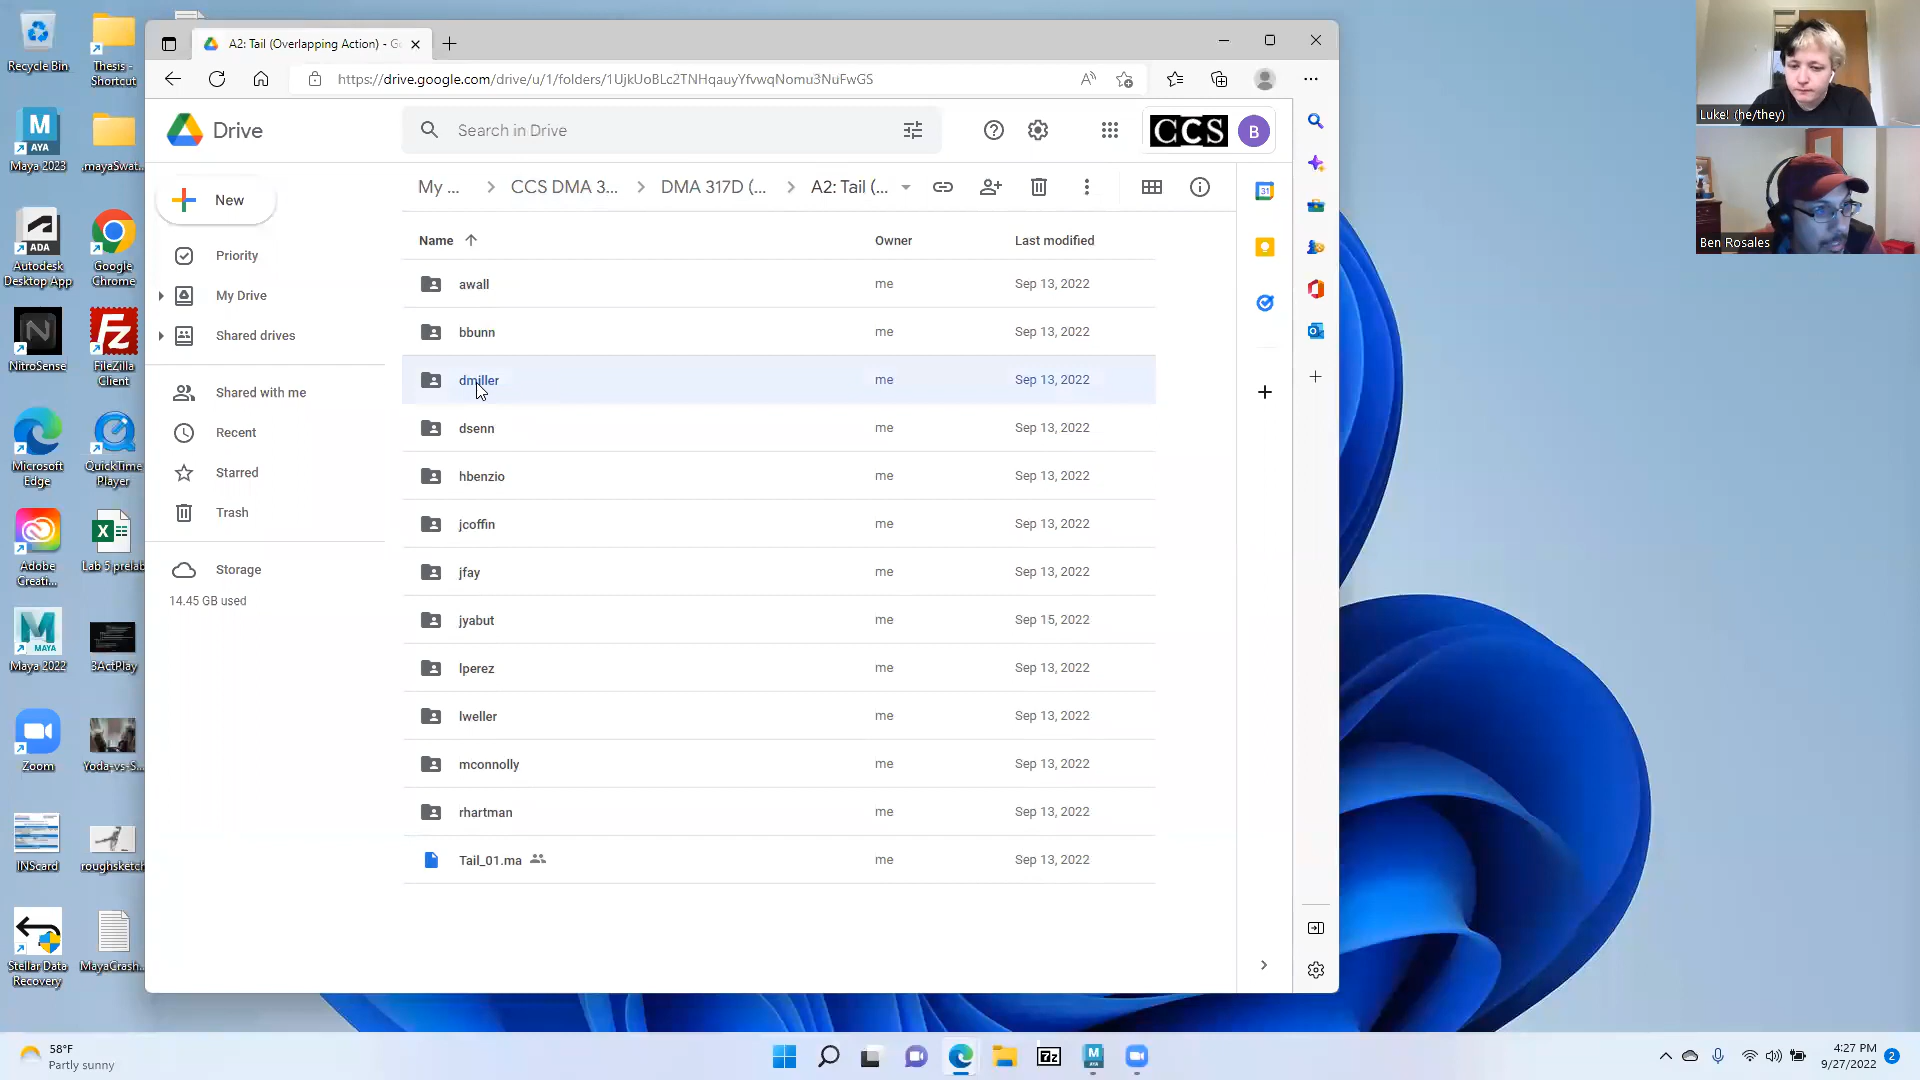 Recycle Bin
Thesis - Shortcut
Maya 2023
.mayaSwat...
Autodesk Desktop App
Google Chrome
NitroSense
FileZilla Client
Microsoft Edge
QuickTime Player
Adobe Creati...
Lab 5 prelab
Maya 2022
3ActPlay
Zoom
Yoda-vs-S...
INScard
roughsketch
Stellar Data Recovery
MayaCrash...
A2: Tail (Overlapping Action) - Go
https://drive.google.com/drive/u/1/folders/1UjkUoBLc2TNHqauyYfvwqNomu3NuFwGS
Drive
Search in Drive
CCS
B
New
Priority
My Drive
Shared drives
Shared with me
Recent
Starred
Trash
Storage
14.45 GB used
My ... > CCS DMA 3... > DMA 317D (... > A2: Tail (...
Name Owner Last modified
awall me Sep 13, 2022
bbunn me Sep 13, 2022
dmiller me Sep 13, 2022
dsenn me Sep 13, 2022
hbenzio me Sep 13, 2022
jcoffin me Sep 13, 2022
jfay me Sep 13, 2022
jyabut me Sep 15, 2022
lperez me Sep 13, 2022
lweller me Sep 13, 2022
mconnolly me Sep 13, 2022
rhartman me Sep 13, 2022
Tail_01.ma me Sep 13, 2022
31
Luke! (he/they)
Ben Rosales
58°F
Partly sunny
7z
4:27 PM
9/27/2022
2